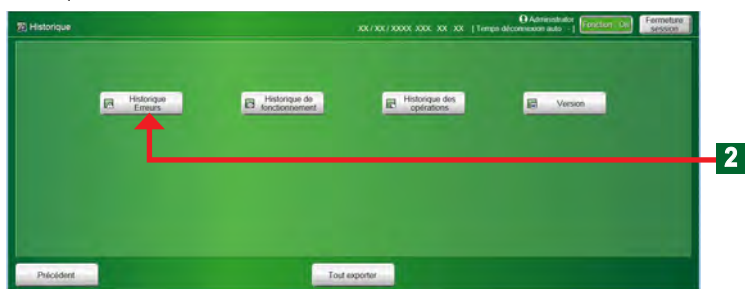 Historique
Administrator
XX / XX / XXXX XXX XX : XX [ Temps déconnexion auto : - ]
Fonction : On
Fermeture
session
Historique
Erreurs
Historique de
fonctionnement
Historique des
opérations
Version
2
Précédent
Tout exporter